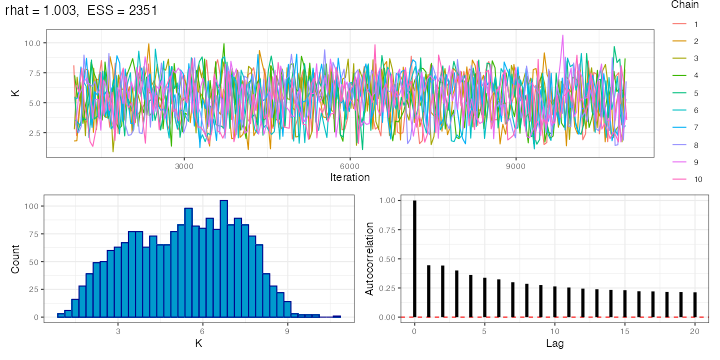 rhat = 1.003, ESS = 2351
Chain
1
2
3
4
5
6
7
8
9
10
K
10.0
7.5
5.0
2.5
3000 6000 9000
Iteration
Count
100
75
50
25
0
3 6 9
K
Autocorrelation
1.00
0.75
0.50
0.25
0.00
0 5 10 15 20
Lag